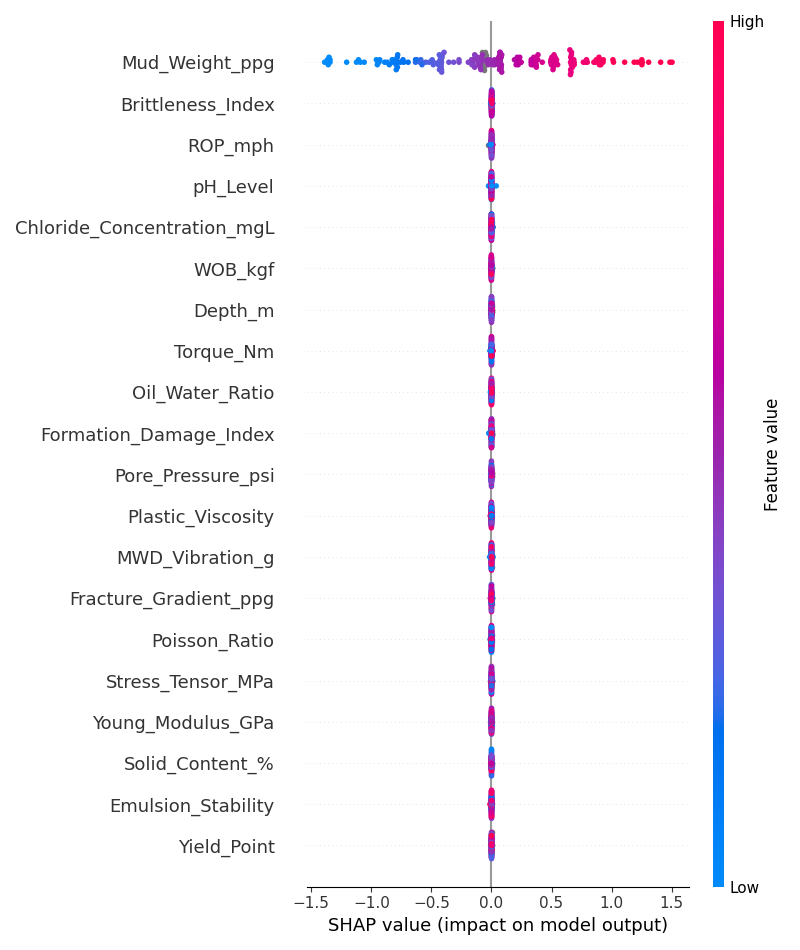 High
Mud_Weight_ppg
Brittleness_Index
ROP_mph
pH_Level
Chloride_Concentration_mgL
WOB_kgf
Depth_m
Torque_Nm
Oil_Water_Ratio
Formation_Damage_Index
Pore_Pressure_psi
Plastic_Viscosity
MWD_Vibration_g
Fracture_Gradient_ppg
Poisson_Ratio
Stress_Tensor_MPa
Young_Modulus_GPa
Solid_Content_%
Emulsion_Stability
Yield_Point
Feature value
Low
−1.5 −1.0 −0.5 0.0 0.5 1.0 1.5
SHAP value (impact on model output)